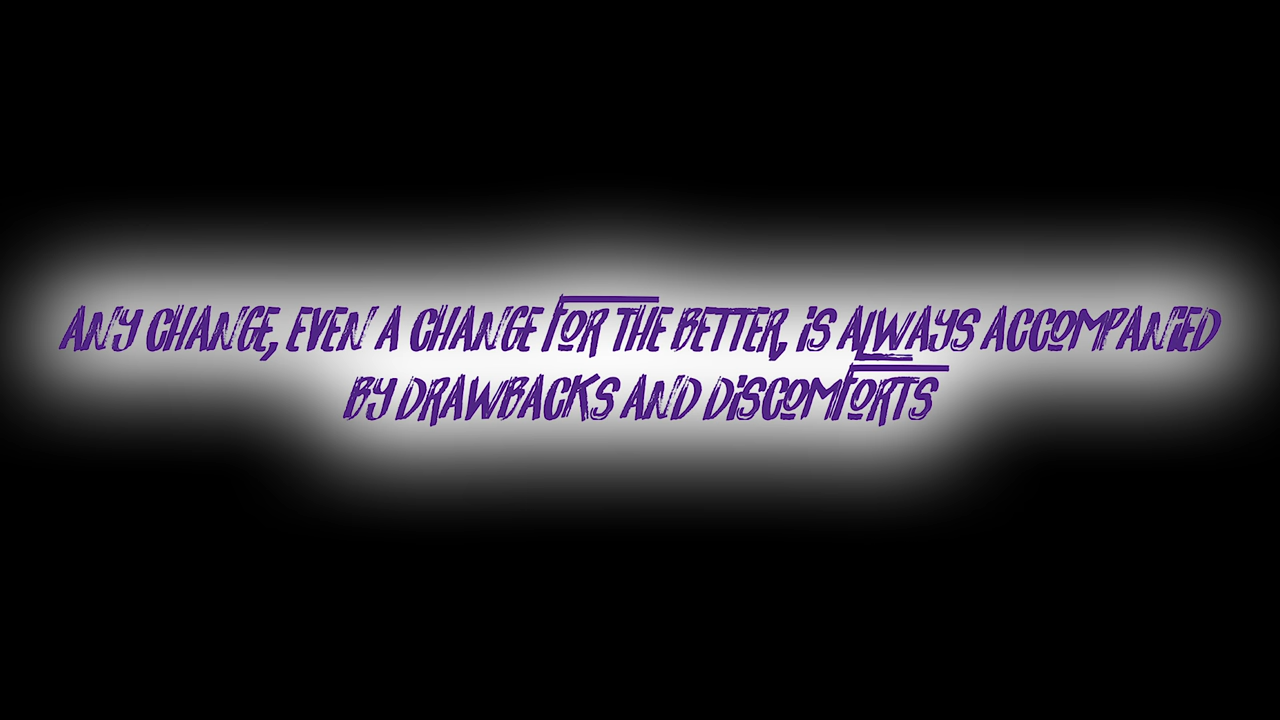 ANY CHANGE, EVEN A CHANGE FOR THE BETTER, IS ALWAYS ACCOMPANIED
BY DRAWBACKS AND DISCOMFORTS